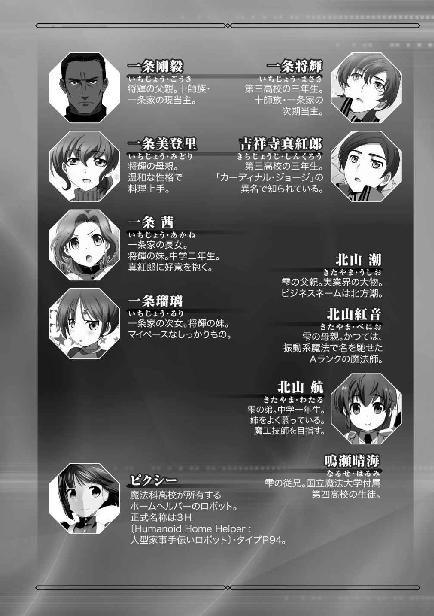 一条剛毅
いちじょう・ごうき
将輝の父親。十師族・
一条家の現当主。
一条将輝
いちじょう・まさき
第三高校の三年生。
十師族・一条家の
次期当主。
一条美登里
いちじょう・みどり
将輝の母親。
温和な性格で
料理上手。
吉祥寺真紅郎
きちじょうじ・しんくろう
第三高校の三年生。
「カーディナル・ジョージ」の
異名で知られている。
一条 茜
いちじょう・あかね
一条家の長女。
将輝の妹。中学二年生。
真紅郎に好意を抱く。
一条瑠璃
いちじょう・るり
一条家の次女。将輝の妹。
マイペースなしっかりもの。
北山 潮
きたやま・うしお
雫の父親。実業界の大物。
ビジネスネームは北方潮。
北山紅音
きたやま・べにお
雫の母親。かつては、
振動系魔法で名を馳せた
Aランクの魔法師。
北山 航
きたやま・わたる
雫の弟。中学一年生。
姉をよく慕っている。
魔工技師を目指す。
鳴瀬晴海
なるせ・はるみ
雫の従兄。国立魔法大学付属
第四高校の生徒。
ピクシー
魔法科高校が所有する
ホームヘルパーのロボット。
正式名称は3H
(Humanoid Home Helper:
人型家事手伝いロボット)・タイプP94。